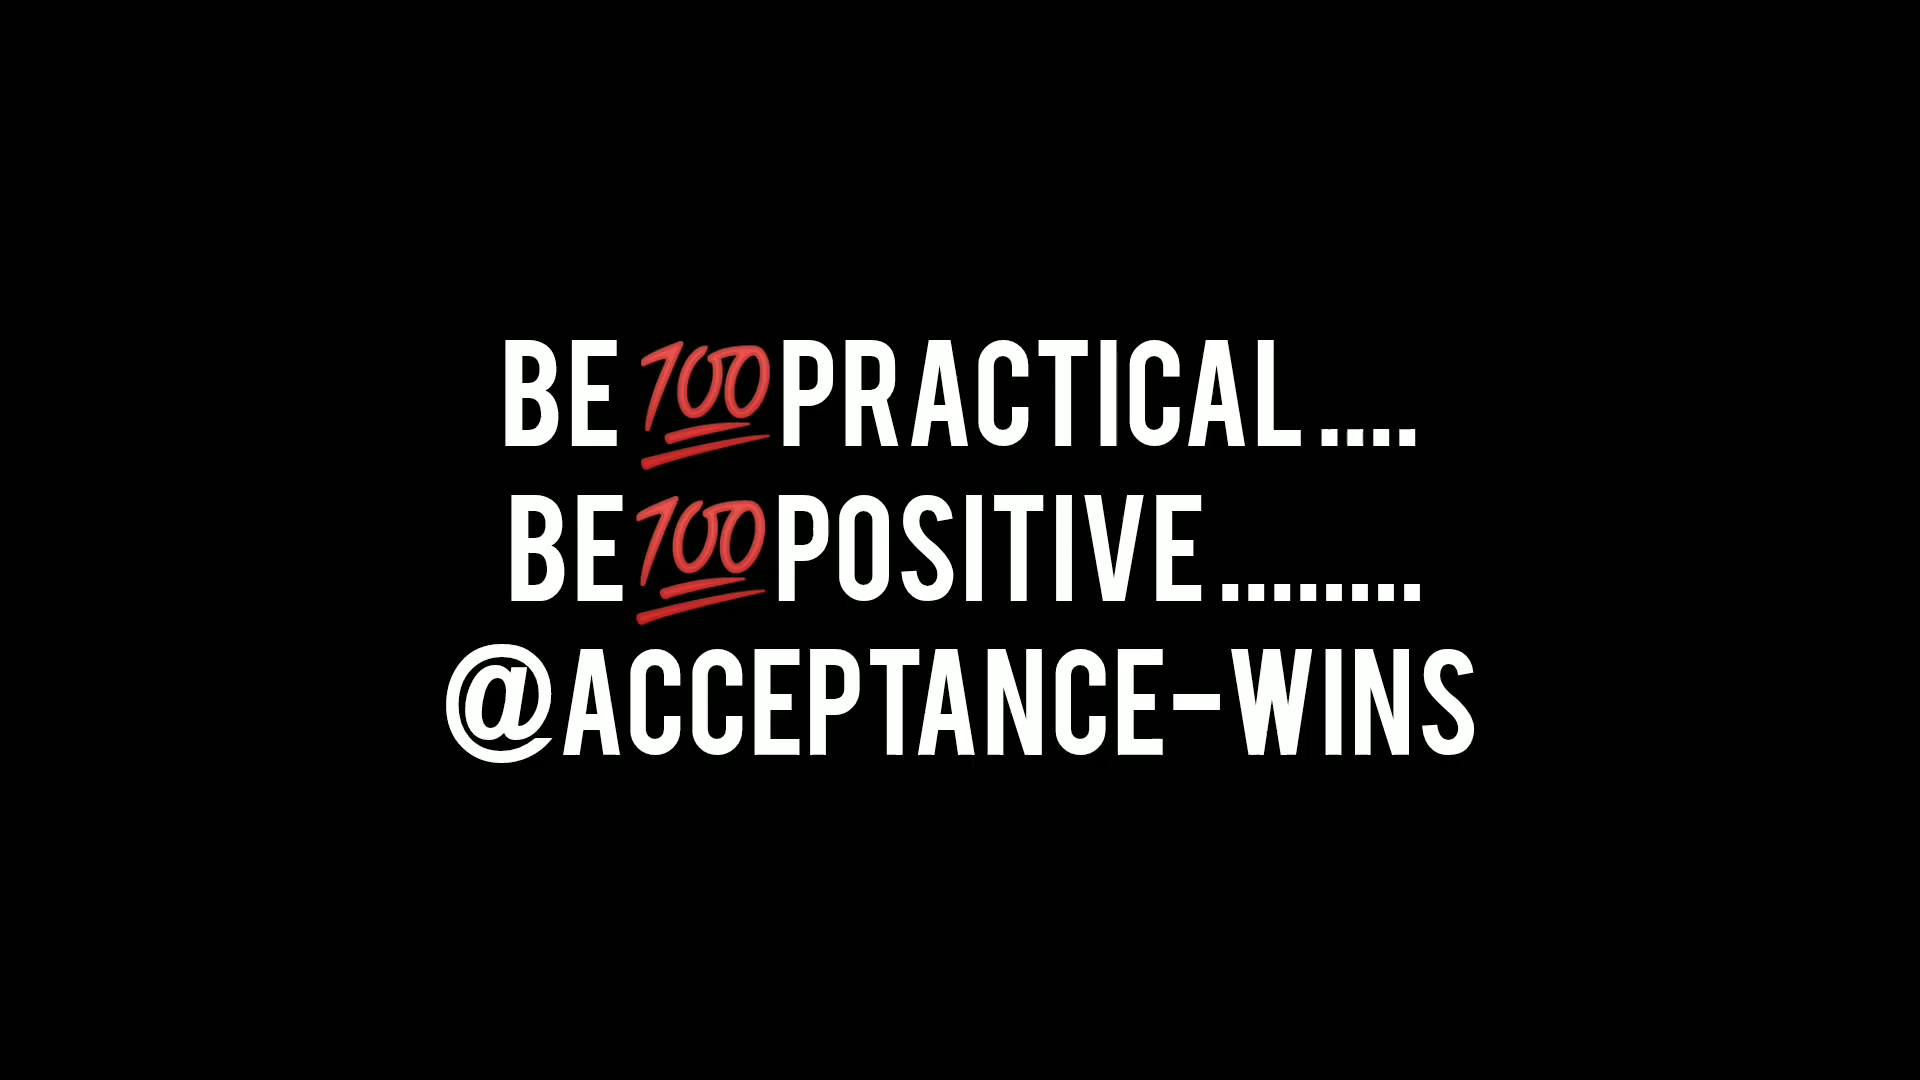 BE 💯PRACTICAL....
BE💯POSITIVE........
@ACCEPTANCE-WINS